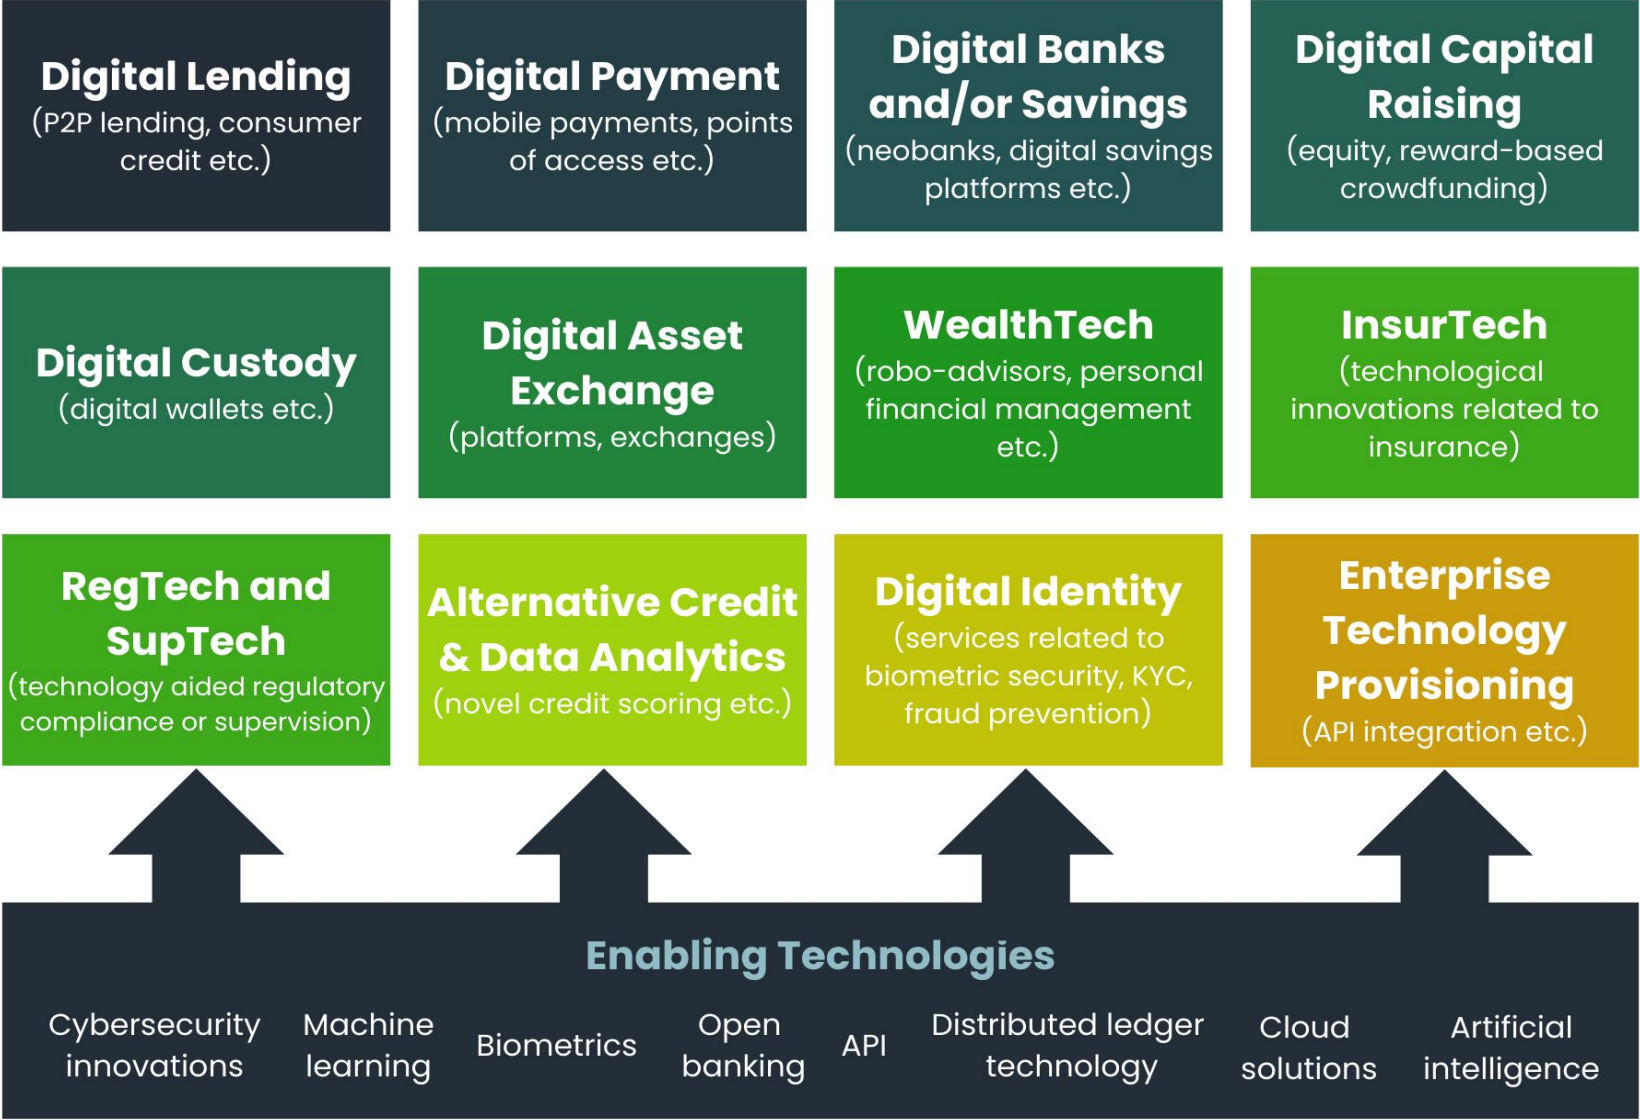 Digital Lending
(P2P lending, consumer
credit etc.)
Digital Payment
(mobile payments, points
of access etc.)
Digital Banks
and/or Savings
(neobanks, digital savings
platforms etc.)
Digital Capital
Raising
(equity, reward-based
crowdfunding)
Digital Custody
(digital wallets etc.)
Digital Asset
Exchange
(platforms, exchanges)
WealthTech
(robo-advisors, personal
financial management
etc.)
InsurTech
(technological
innovations related to
insurance)
RegTech and
SupTech
(technology aided regulatory
compliance or supervision)
Alternative Credit
& Data Analytics
(novel credit scoring etc.)
Digital Identity
(services related to
biometric security, KYC,
fraud prevention)
Enterprise
Technology
Provisioning
(API integration etc.)
Enabling Technologies
Cybersecurity
innovations
Machine
learning
Biometrics
Open
banking
API
Distributed ledger
technology
Cloud
solutions
Artificial
intelligence